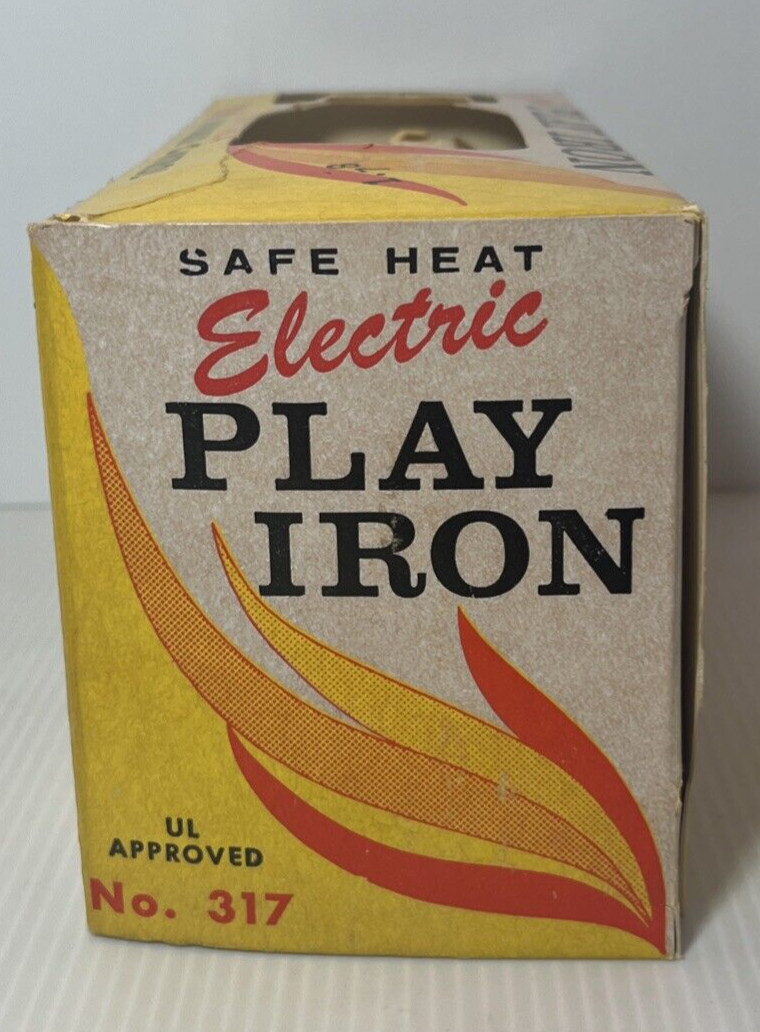 SAFE HEAT
Electric
PLAY
IRON
UL
APPROVED
No. 317